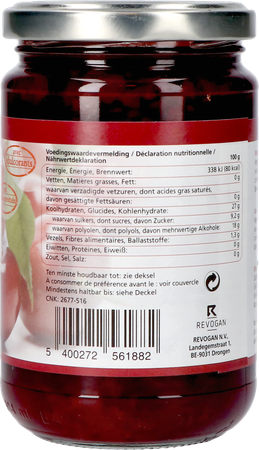 Voedingswaardevermelding / Déclaration nutritionnelle /
Nährwertdeklaration 100 g
Energie, Énergie, Brennwert: 338 kJ (80 kcal)
Vetten, Matières grasses, Fett: 0 g
waarvan verzadigde vetzuren, dont acides gras saturés,
davon gesättigte Fettsäuren: 0 g
Koolhydraten, Glucides, Kohlenhydrate: 27 g
waarvan suikers, dont sucres, davon Zucker: 9,2 g
waarvan polyolen, dont polyols, davon mehrwertige Alkohole: 18 g
Vezels, Fibres alimentaires, Ballaststoffe: 1,3 g
Eiwitten, Protéines, Eiweiß: 0 g
Zout, Sel, Salz: 0 g
Ten minste houdbaar tot: zie deksel
À consommer de préférence avant le : voir couvercle
Mindestens haltbar bis: siehe Deckel
CNK: 2677-516
5 400272 561882
R
REVOGAN
REVOGAN N.V.,
Landegemstraat 1,
BE-9031 Drongen